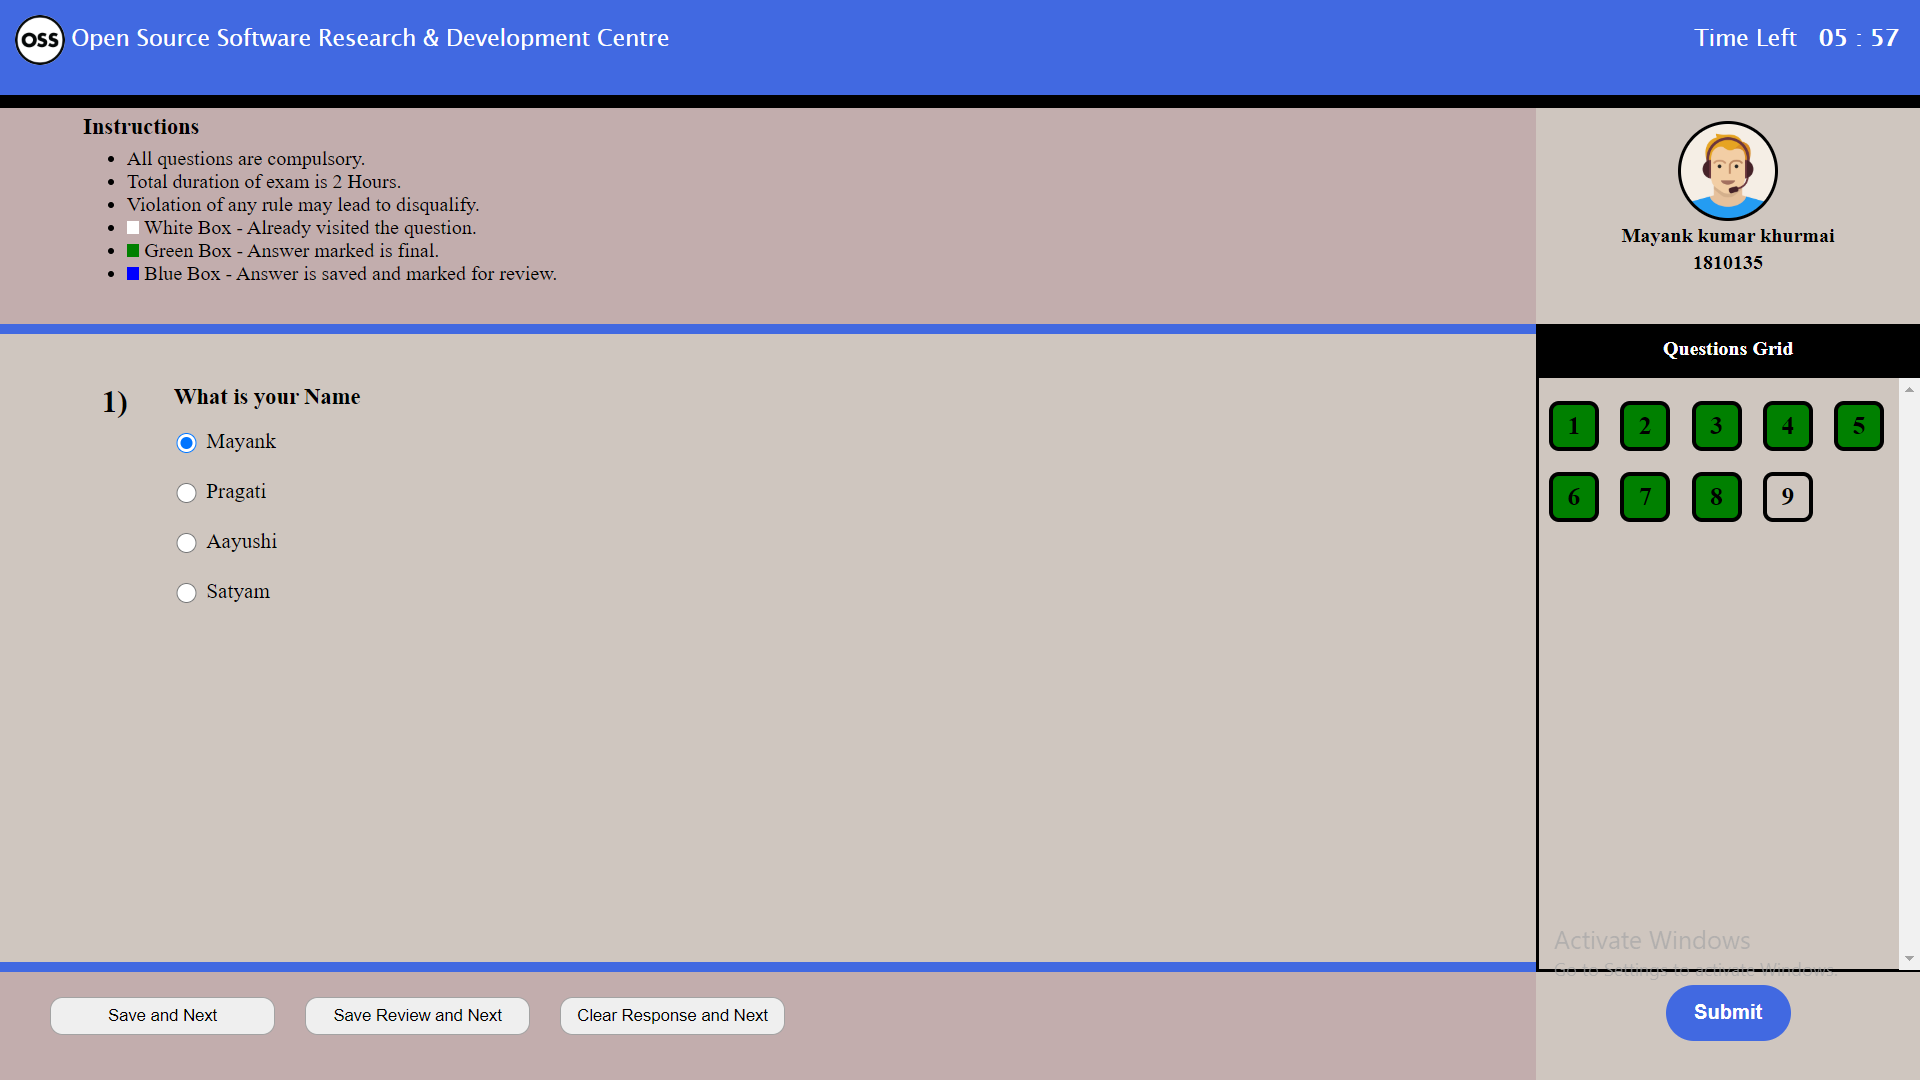 OSS Open Source Software Research & Development Centre
Time Left 05 : 57
Instructions
All questions are compulsory.
Total duration of exam is 2 Hours.
Violation of any rule may lead to disqualify.
White Box - Already visited the question.
Green Box - Answer marked is final.
Blue Box - Answer is saved and marked for review.
Mayank kumar khurmai
1810135
1) What is your Name
Mayank
Pragati
Aayushi
Satyam
Questions Grid
1 2 3 4 5
6 7 8 9
Activate Windows
Go to Settings to activate Windows.
Save and Next
Save Review and Next
Clear Response and Next
Submit